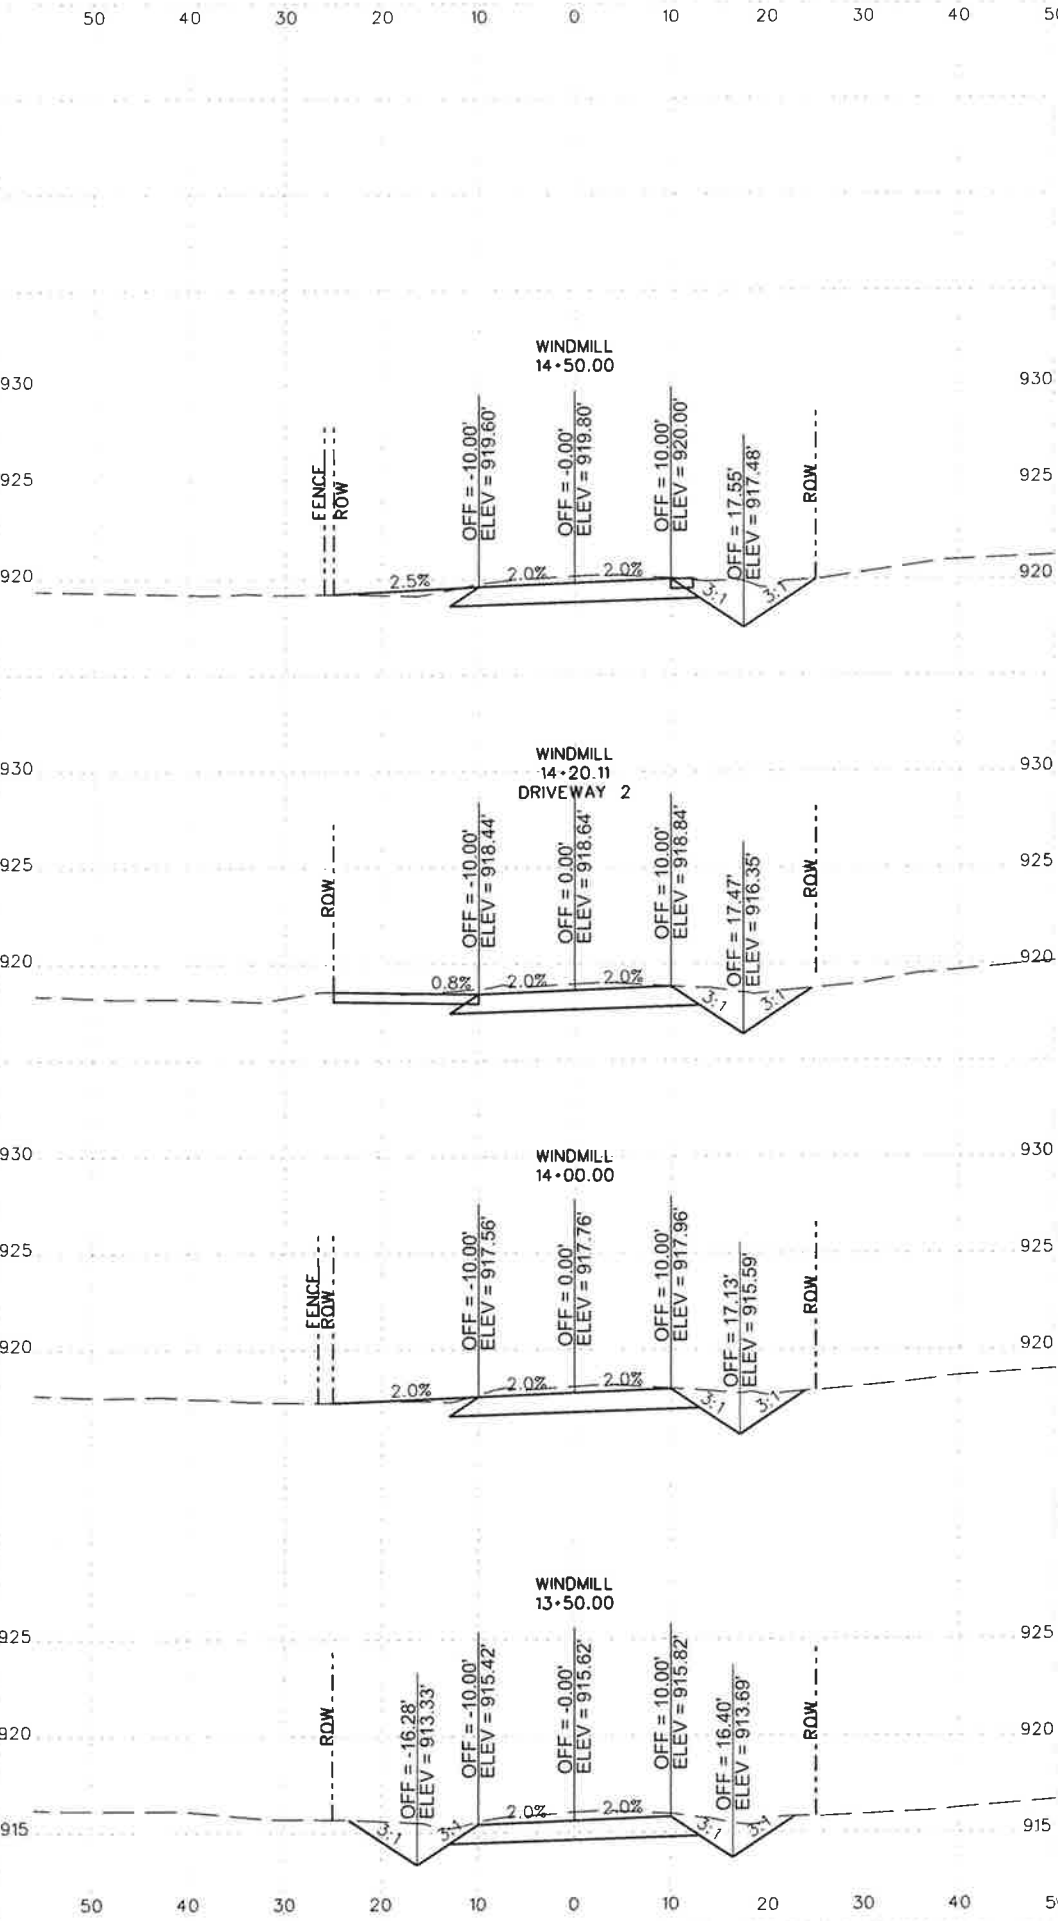 50 40 30 20 10 0 10 20 30 40 50
WINDMILL
14+50.00
930 930
925 925
920 920
FENCE
ROW
OFF = -10.00'
ELEV = 919.60'
OFF = -0.00'
ELEV = 919.80'
OFF = 10.00'
ELEV = 920.00'
OFF = 17.55'
ELEV = 917.48'
ROW
2.5% 2.0% 2.0% 3:1 3:1
WINDMILL
14+20.11
DRIVEWAY 2
930 930
925 925
920 920
ROW
OFF = -10.00'
ELEV = 918.44'
OFF = 0.00'
ELEV = 918.64'
OFF = 10.00'
ELEV = 918.84'
OFF = 17.47'
ELEV = 916.35'
ROW
0.8% 2.0% 2.0% 3:1 3:1
WINDMILL
14+00.00
930 930
925 925
920 920
FENCE
ROW
OFF = -10.00'
ELEV = 917.56'
OFF = 0.00'
ELEV = 917.76'
OFF = 10.00'
ELEV = 917.96'
OFF = 17.13'
ELEV = 915.59'
ROW
2.0% 2.0% 2.0% 3:1 3:1
WINDMILL
13+50.00
925 925
920 920
915 915
ROW
OFF = -16.28'
ELEV = 913.33'
OFF = -10.00'
ELEV = 915.42'
OFF = -0.00'
ELEV = 915.62'
OFF = 10.00'
ELEV = 915.82'
OFF = 16.40'
ELEV = 913.69'
ROW
3:1 3:1 2.0% 2.0% 3:1 3:1
50 40 30 20 10 0 10 20 30 40